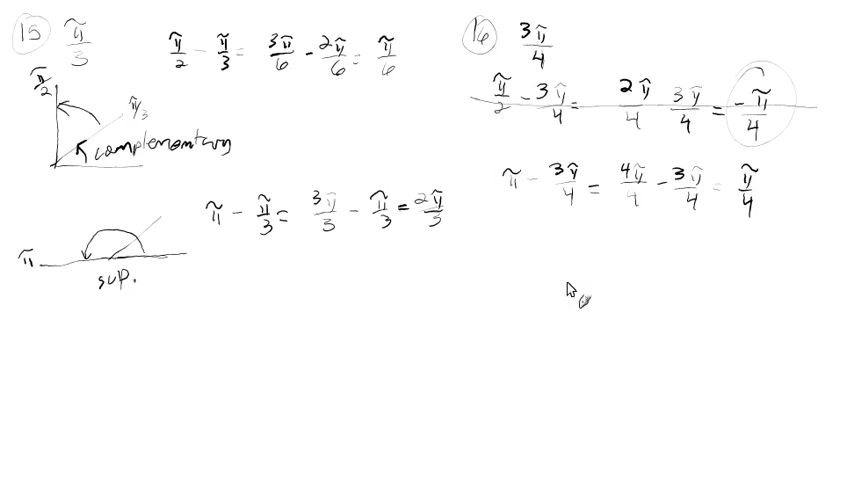 15 π/3
π/2 - π/3 = 3π/6 - 2π/6 = π/6
π/2
π/3
complementary
π - π/3 = 3π/3 - π/3 = 2π/3
π
sup.
16 3π/4
π/2 - 3π/4 = 2π/4 3π/4 = -π/4
π - 3π/4 = 4π/4 - 3π/4 = π/4